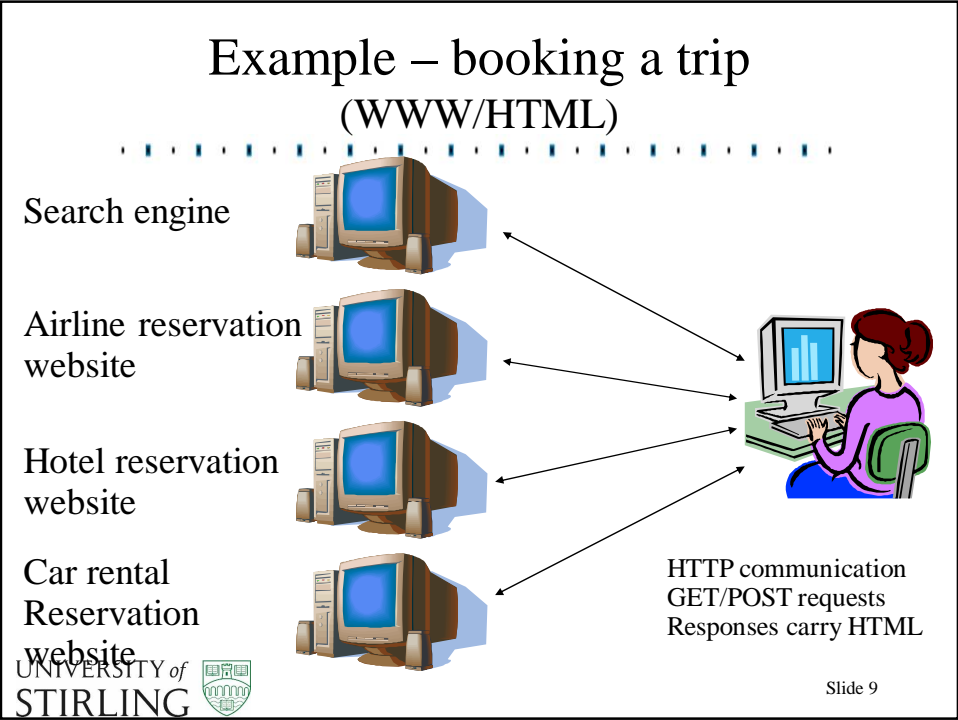 Example – booking a trip
(WWW/HTML)
Search engine
Airline reservation
website
Hotel reservation
website
Car rental
Reservation
website
HTTP communication
GET/POST requests
Responses carry HTML
UNIVERSITY of
STIRLING
Slide 9